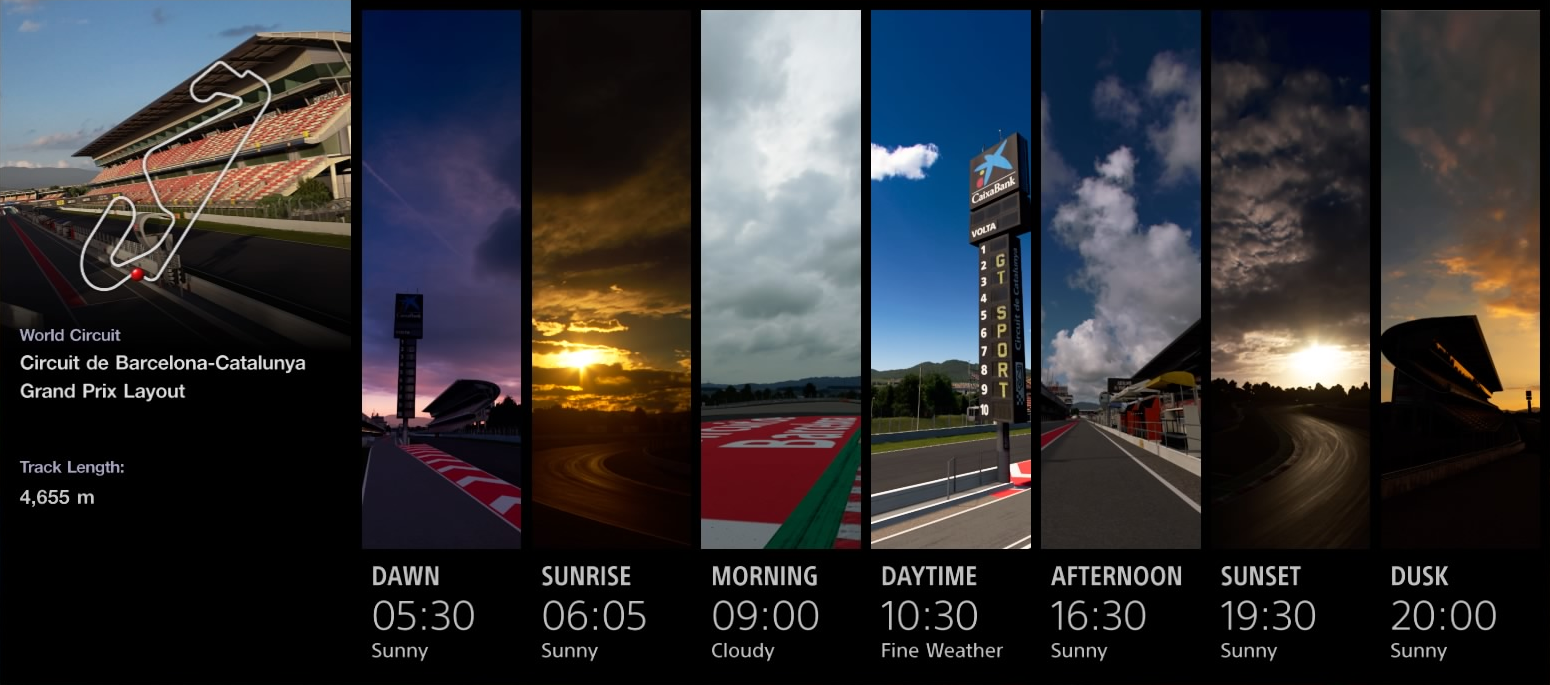 World Circuit
Circuit de Barcelona-Catalunya
Grand Prix Layout
Track Length:
4,655 m
CaixaBank
VOLTA
1
2
3
4
5
6
7
8
9
10
GT SPORT
Circuit de Catalunya
DAWN
05:30
Sunny
SUNRISE
06:05
Sunny
MORNING
09:00
Cloudy
DAYTIME
10:30
Fine Weather
AFTERNOON
16:30
Sunny
SUNSET
19:30
Sunny
DUSK
20:00
Sunny